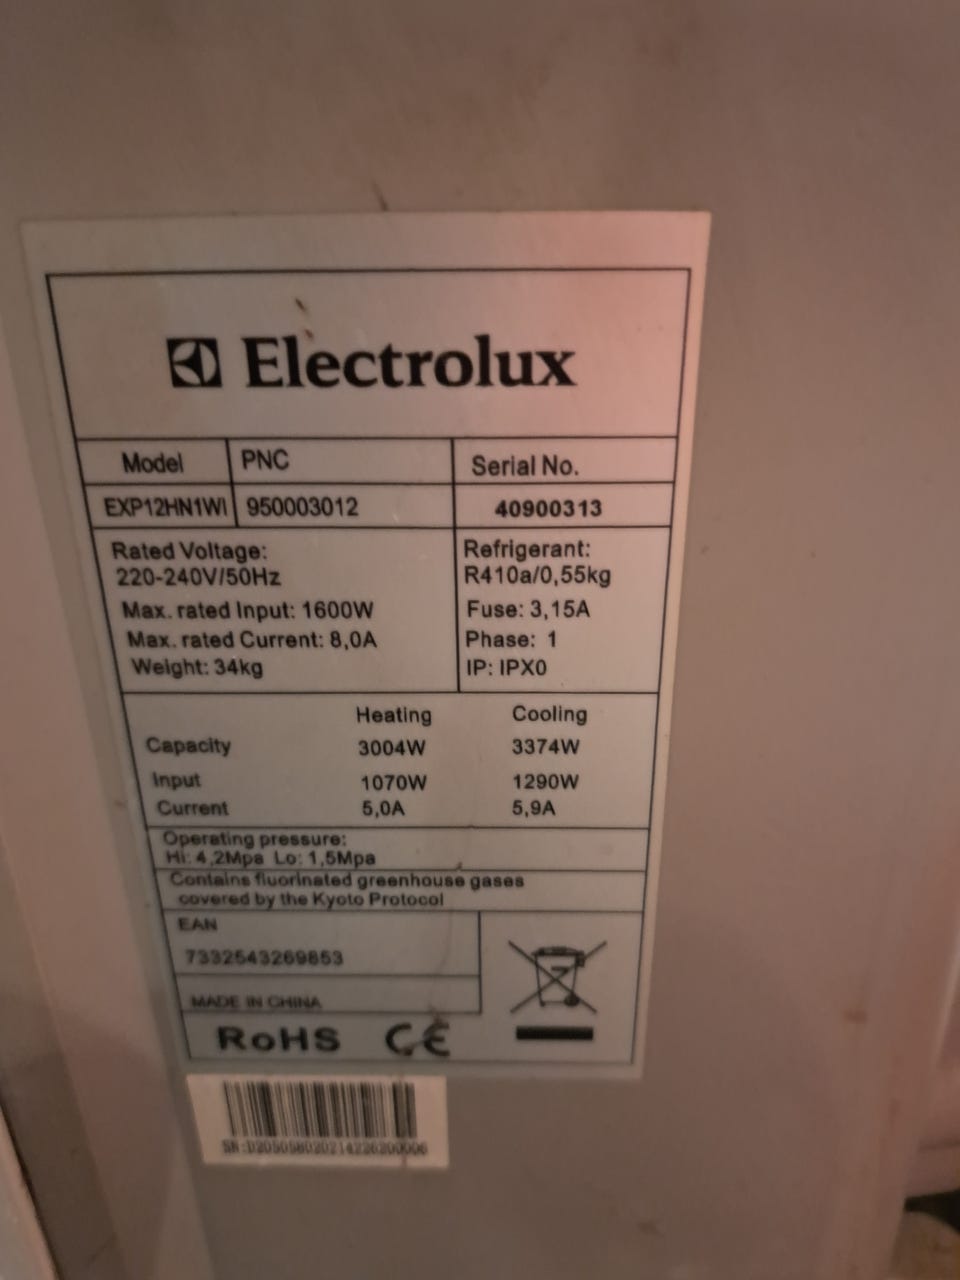 Electrolux
Model PNC Serial No.
EXP12HN1WI 950003012 40900313
Rated Voltage:
220-240V/50Hz
Max. rated Input: 1600W
Max. rated Current: 8,0A
Weight: 34kg
Refrigerant:
R410a/0,55kg
Fuse: 3,15A
Phase: 1
IP: IPX0
Heating Cooling
Capacity 3004W 3374W
Input 1070W 1290W
Current 5,0A 5,9A
Operating pressure:
Hi: 4,2Mpa Lo: 1,5Mpa
Contains fluorinated greenhouse gases
covered by the Kyoto Protocol
EAN
7332543269853
MADE IN CHINA
RoHS CE